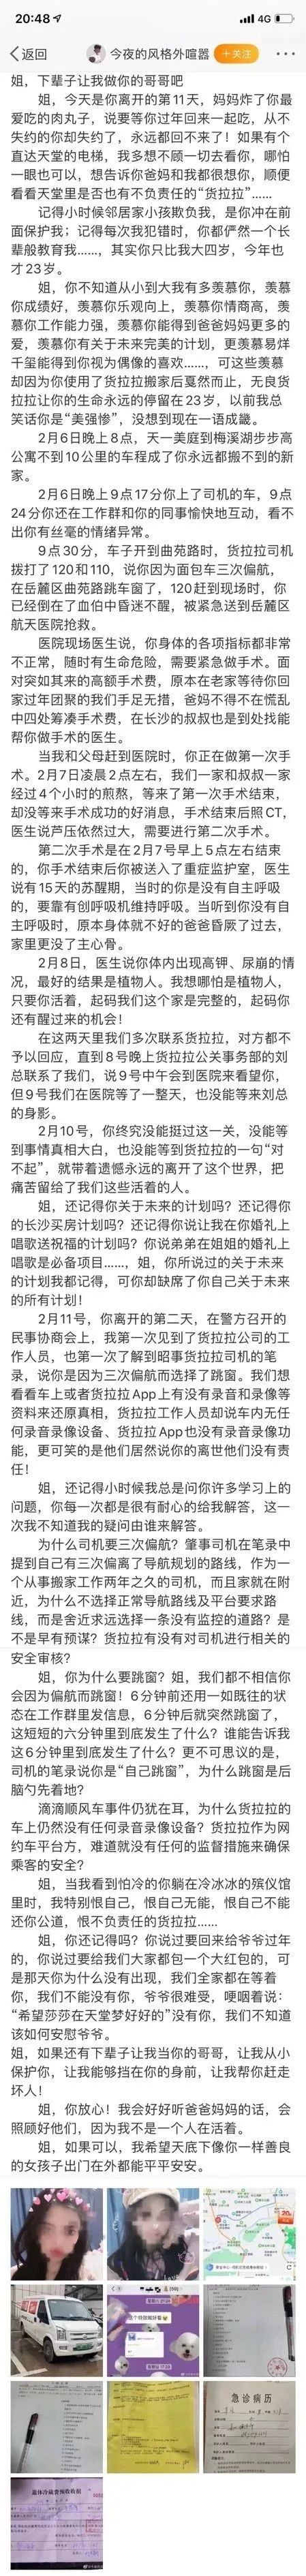 20:48
4G
返回
今夜的风格外喧嚣
+关注
姐，下辈子让我做你的哥哥吧
姐，今天是你离开的第11天，妈妈炸了你最
爱吃的肉丸子，说要等你过年回来一起吃，从不
失约的你却失约了，永远都回不来了！如果有个
直达天堂的电梯，我多想不顾一切去看你，哪怕
一眼也可以，想告诉你爸妈和我都很想你，顺便
看看天堂里是否也有不负责任的“货拉拉”……
记得小时候邻居家小孩欺负我，是你冲在前
面保护我；记得每次我犯错时，你都俨然一个长
辈般教育我……，其实你只比我大四岁，今年也
才23岁。
姐，你不知道从小到大我有多羡慕你，羡慕
你成绩好，羡慕你乐观向上，羡慕你情商高，羡
慕你工作能力强，羡慕你能得到爸爸妈妈更多的
爱，羡慕你有关于未来完美的计划，更羡慕易烊
千玺能得到你视为偶像的喜欢……，可这些羡慕
却因为你使用了货拉拉搬家后戛然而止，无良货
拉拉让你的生命永远的停留在23岁，以前我总
笑话你是“美强惨”，没想到现在一语成谶。
2月6日晚上8点，天一美庭到梅溪湖步步高
公寓不到10公里的车程成了你永远都搬不到的新
家。
2月6日晚上9点17分你上了司机的车，9点
24分你还在工作群和你的同事愉快地互动，看不
出你有丝毫的情绪异常。
9点30分，车子开到曲苑路时，货拉拉司机
拨打了120和110，说你因为面包车三次偏航，
在岳麓区曲苑路跳车窗了，120赶到现场时，你
已经倒在了血伯中昏迷不醒，被紧急送到岳麓区
航天医院抢救。
医院现场医生说，你身体的各项指标都非常
不正常，随时有生命危险，需要紧急做手术。面
对突如其来的高额手术费，原本在老家等待你回
家过年团聚的我们手足无措，爸妈不得不在慌乱
中四处筹凑手术费，在长沙的叔叔也是到处找能
帮你做手术的医生。
当我和父母赶到医院时，你正在做第一次手
术。2月7日凌晨2点左右，我们一家和叔叔一家
经过4个小时的煎熬，等来了第一次手术结束，
却没等来手术成功的好消息，手术结束后照CT，
医生说芦压依然过大，需要进行第二次手术。
第二次手术是在2月7号早上5点左右结束
的，你手术结束后你被送入了重症监护室，医生
说有15天的苏醒期，当时的你是没有自主呼吸
的，要靠有创呼吸机维持呼吸。当听到你没有自
主呼吸时，原本身体就不好的爸爸昏厥了过去，
家里更没了主心骨。
2月8日，医生说你体内出现高钾、尿崩的情
况，最好的结果是植物人。我想哪怕是植物人，
只要你活着，起码我们这个家是完整的，起码你
还有醒过来的机会！
在这两天里我们多次联系货拉拉，对方都不
予以回应，直到8号晚上货拉拉公关事务部的刘
总联系了我们，说9号中午会到医院来看望你，
但9号我们在医院等了一整天，也没能等来刘总
的身影。
2月10号，你终究没能挺过这一关，没能等
到事情真相大白，也没能等到货拉拉的一句“对
不起”，就带着遗憾永远的离开了这个世界，把
痛苦留给了我们这些活着的人。
姐，还记得你关于未来的计划吗？还记得你
的长沙买房计划吗？还记得你说让我在你婚礼上
唱歌送祝福的计划吗？你说弟弟在姐姐的婚礼上
唱歌是必备项目……，姐，你所说过的关于未来
的计划我都记得，可你却缺席了你自己关于未来
的所有计划！
2月11号，你离开的第二天，在警方召开的
民事协商会上，我第一次见到了货拉拉公司的工
作人员，也第一次了解到昭事货拉拉司机的笔
录，说你是因为三次偏航而选择了跳窗。我们想
看看车上或者货拉拉App上有没有录音和录像等
资料来还原真相，货拉拉工作人员却说车内无任
何录音录像设备、货拉拉App也没有录音录像功
能，更可笑的是他们居然说你的离世他们没有责
任！
姐，还记得小时候我总是问你许多学习上的
问题，你每一次都是很有耐心的给我解答，这一
次我不知道我的疑问由谁来解答。
为什么司机要三次偏航？肇事司机在笔录中
提到自己有三次偏离了导航规划的路线，作为一
个从事搬家工作两年之久的司机，而且家就在附
近，为什么不选择正常导航路线及平台要求路
线，而是舍近求远选择一条没有监控的道路？是
不是早有预谋？货拉拉有没有对司机进行相关的
安全审核？
姐，你为什么要跳窗？姐，我们都不相信你
会因为偏航而跳窗！6分钟前还用一如既往的状
态在工作群里发信息，6分钟后就突然跳窗了，
这短短的六分钟里到底发生了什么？谁能告诉我
这6分钟里到底发生了什么？更不可思议的是，
司机的笔录说你是“自己跳窗”，为什么跳窗是后
脑勺先着地？
滴滴顺风车事件仍犹在耳，为什么货拉拉的
车上仍然没有任何录音录像设备？货拉拉作为网
约车平台方，难道就没有任何的监督措施来确保
乘客的安全？
姐，当我看到怕冷的你躺在冷冰冰的殡仪馆
里时，我特别恨自己，恨自己无能，恨自己不能
还你公道，恨不负责任的货拉拉……
姐，你还记得吗？你说过要回来给爷爷过年
的，你说过要给我们大家都包一个大红包的，可
是那天你为什么没有出现，我们全家都在等着
你，我们不能没有你，爷爷很难受，哽咽着说：
“希望莎莎在天堂梦好好的”没有你，我们不知道
该如何安慰爷爷。
姐，如果还有下辈子让我当你的哥哥，让我从小
保护你，让我能够挡在你的身前，让我帮你赶走
坏人！
姐，你放心！我会好好听爸爸妈妈的话，会
照顾好他们，因为我不是一个人在活着。
姐，如果可以，我希望天底下像你一样善良
的女孩子出门在外都能平平安安。
急诊病历